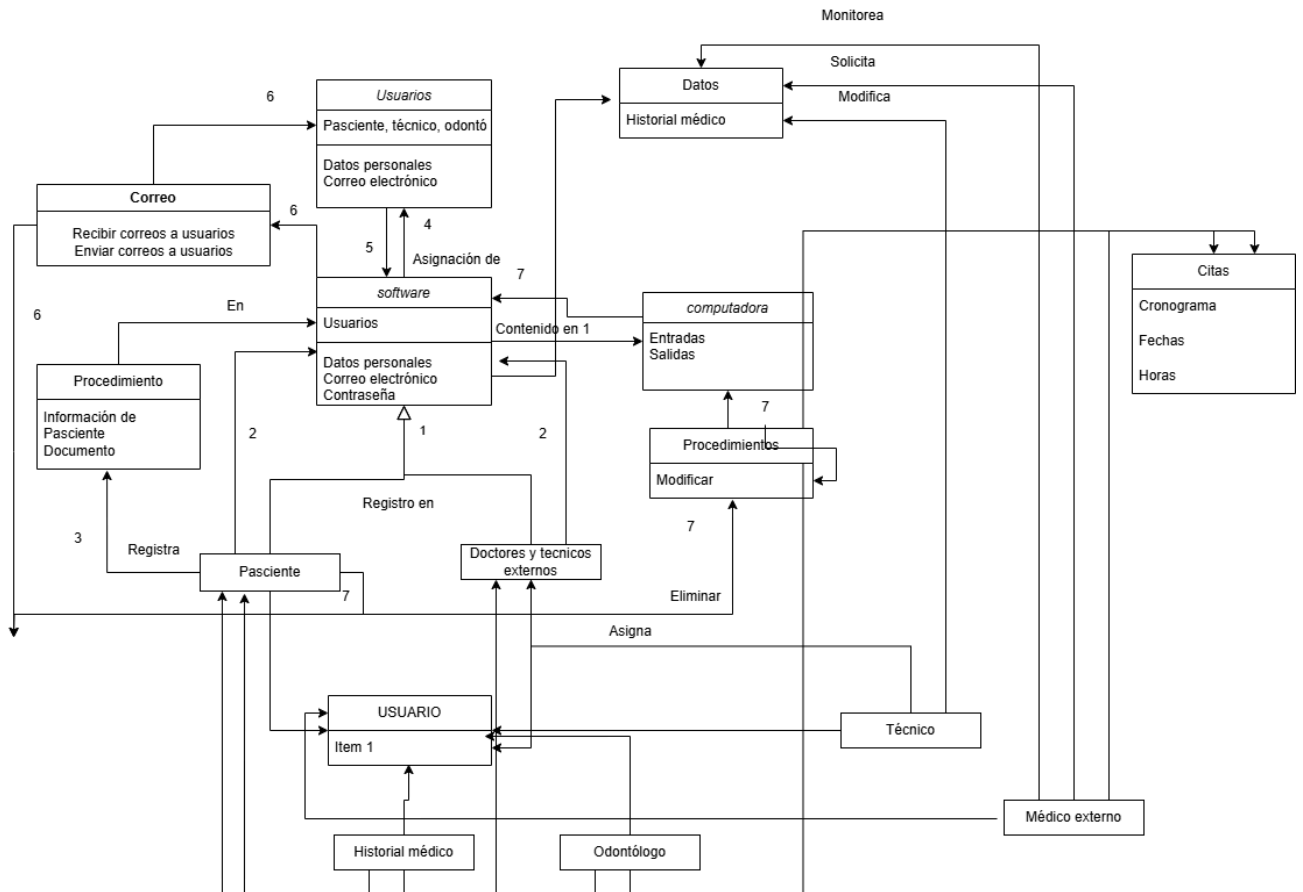 Monitorea
Solicita
Modifica
Datos
Historial médico
6
Usuarios
Pasciente, técnico, odontó
Datos personales
Correo electrónico
Correo
Recibir correos a usuarios
Enviar correos a usuarios
6
5
4
Asignación de
7
software
Usuarios
Datos personales
Correo electrónico
Contraseña
Contenido en 1
computadora
Entradas
Salidas
Citas
Cronograma
Fechas
Horas
6
En
Procedimiento
Información de
Pasciente
Documento
2
1
2
7
Procedimientos
Modificar
Registro en
7
3
Registra
Pasciente
7
Doctores y tecnicos
externos
Eliminar
Asigna
USUARIO
Item 1
Técnico
Médico externo
Historial médico
Odontólogo